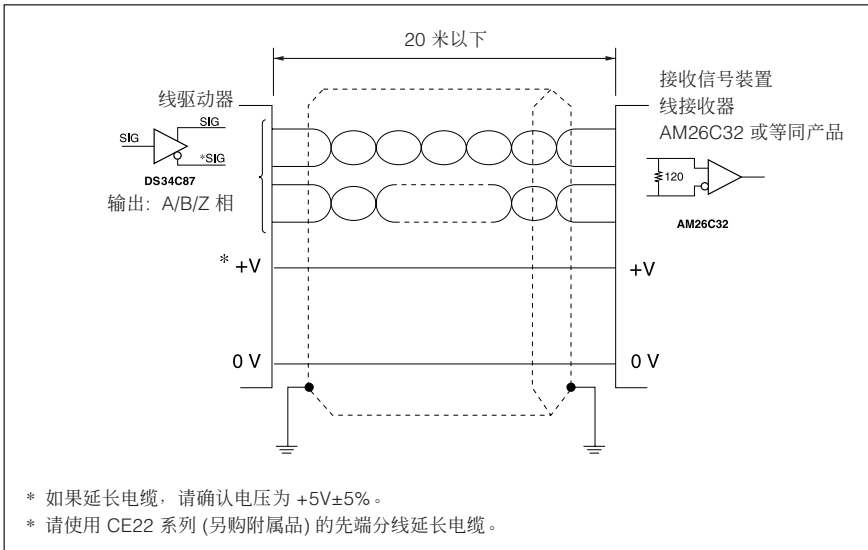 20 米以下
线驱动器
SIG
SIG
*SIG
DS34C87
输出: A/B/Z 相
接收信号装置
线接收器
AM26C32 或等同产品
120
AM26C32
* +V
+V
0 V
0 V
* 如果延长电缆，请确认电压为 +5V±5%。
* 请使用 CE22 系列 (另购附属品) 的先端分线延长电缆。